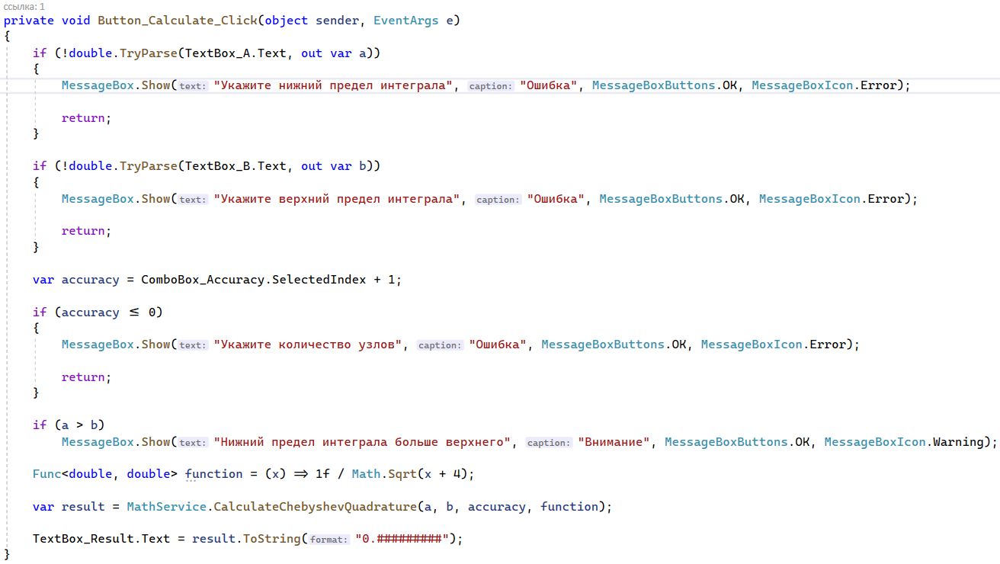 ссылка: 1
private void Button_Calculate_Click(object sender, EventArgs e)
{
if (!double.TryParse(TextBox_A.Text, out var a))
{
MessageBox.Show(text: "Укажите нижний предел интеграла", caption: "Ошибка", MessageBoxButtons.OK, MessageBoxIcon.Error);
return;
}
if (!double.TryParse(TextBox_B.Text, out var b))
{
MessageBox.Show(text: "Укажите верхний предел интеграла", caption: "Ошибка", MessageBoxButtons.OK, MessageBoxIcon.Error);
return;
}
var accuracy = ComboBox_Accuracy.SelectedIndex + 1;
if (accuracy ≤ 0)
{
MessageBox.Show(text: "Укажите количество узлов", caption: "Ошибка", MessageBoxButtons.OK, MessageBoxIcon.Error);
return;
}
if (a > b)
MessageBox.Show(text: "Нижний предел интеграла больше верхнего", caption: "Внимание", MessageBoxButtons.OK, MessageBoxIcon.Warning);
Func<double, double> function = (x) ⇒ 1f / Math.Sqrt(x + 4);
var result = MathService.CalculateChebyshevQuadrature(a, b, accuracy, function);
TextBox_Result.Text = result.ToString(format: "0.#########");
}